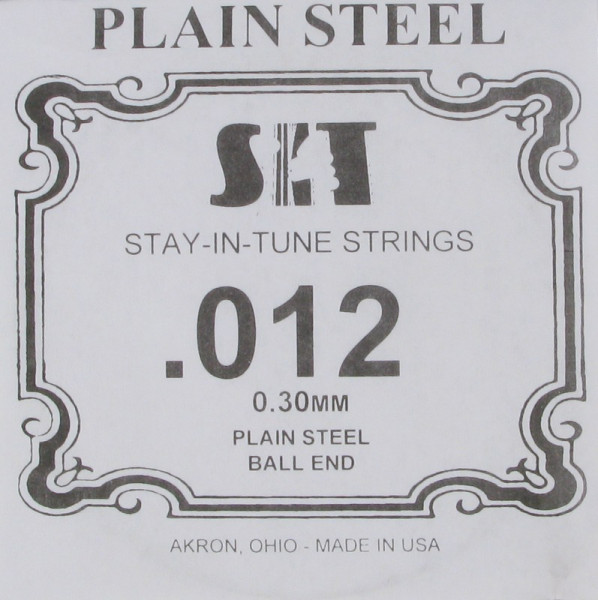 PLAIN STEEL
SIT
STAY-IN-TUNE STRINGS
.012
0.30MM
PLAIN STEEL
BALL END
AKRON, OHIO - MADE IN USA